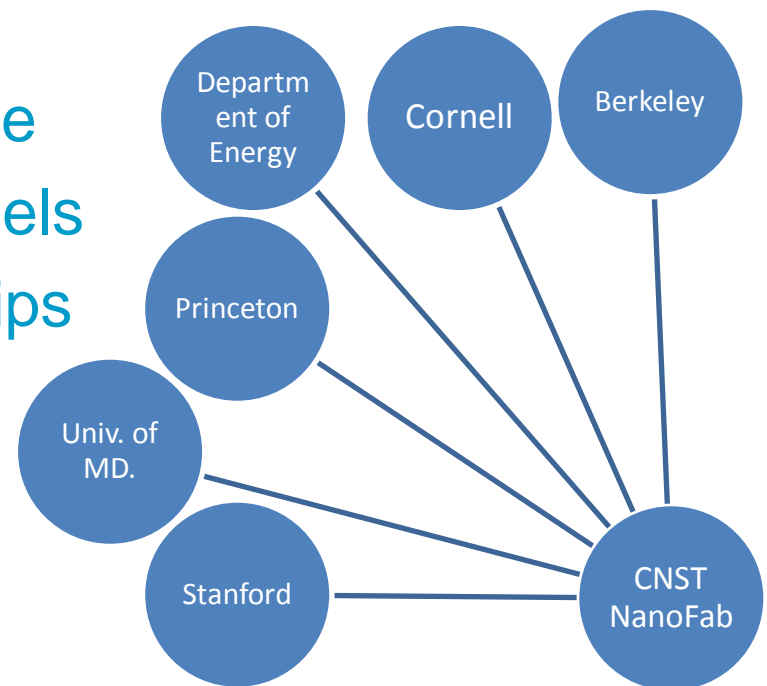 e
els
ips
Departm
ent of
Energy
Cornell
Berkeley
Princeton
Univ. of
MD.
Stanford
CNST
NanoFab